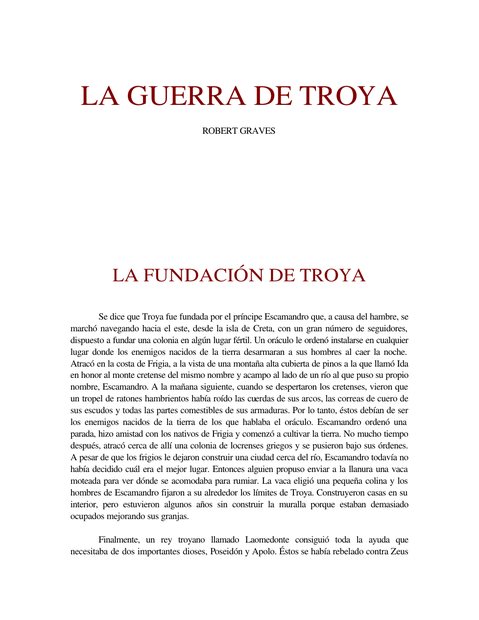 LA GUERRA DE TROYA
ROBERT GRAVES
LA FUNDACIÓN DE TROYA
Se dice que Troya fue fundada por el príncipe Escamandro que, a causa del hambre, se
marchó navegando hacia el este, desde la isla de Creta, con un gran número de seguidores,
dispuesto a fundar una colonia en algún lugar fértil. Un oráculo le ordenó instalarse en cualquier
lugar donde los enemigos nacidos de la tierra desarmaran a sus hombres al caer la noche.
Atracó en la costa de Frigia, a la vista de una montaña alta cubierta de pinos a la que llamó Ida
en honor al monte cretense del mismo nombre y acampo al lado de un río al que puso su propio
nombre, Escamandro. A la mañana siguiente, cuando se despertaron los cretenses, vieron que
un tropel de ratones hambrientos había roído las cuerdas de sus arcos, las correas de cuero de
sus escudos y todas las partes comestibles de sus armaduras. Por lo tanto, éstos debían de ser
los enemigos nacidos de la tierra de los que hablaba el oráculo. Escamandro ordenó una
parada, hizo amistad con los nativos de Frigia y comenzó a cultivar la tierra. No mucho tiempo
después, atracó cerca de allí una colonia de locrenses griegos y se pusieron bajo sus órdenes.
A pesar de que los frigios le dejaron construir una ciudad cerca del río, Escamandro todavía no
había decidido cuál era el mejor lugar. Entonces alguien propuso enviar a la llanura una vaca
moteada para ver dónde se acomodaba para rumiar. La vaca eligió una pequeña colina y los
hombres de Escamandro fijaron a su alrededor los límites de Troya. Construyeron casas en su
interior, pero estuvieron algunos años sin construir la muralla porque estaban demasiado
ocupados mejorando sus granjas.
Finalmente, un rey troyano llamado Laomedonte consiguió toda la ayuda que
necesitaba de dos importantes dioses, Poseidón y Apolo. Éstos se había rebelado contra Zeus